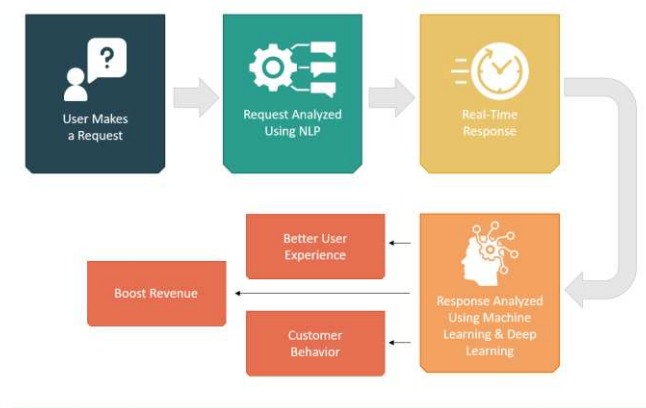 ?
User Makes
a Request
Request Analyzed
Using NLP
Real-Time
Response
Better User
Experience
Boost Revenue
Customer
Behavior
Response Analyzed
Using Machine
Learning & Deep
Learning